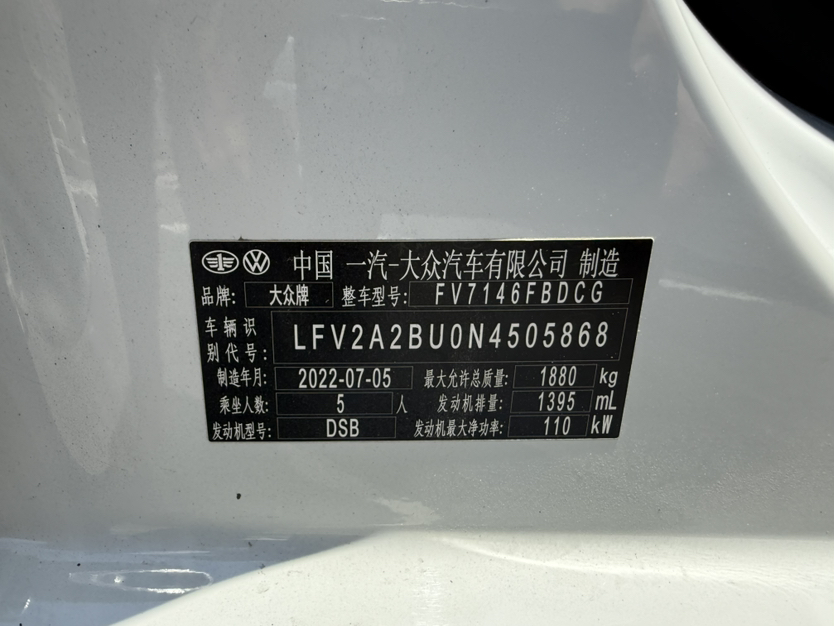 中国 一汽-大众汽车有限公司 制造
品牌: 大众牌 整车型号: FV7146FBDCG
车辆识别代号: LFV2A2BU0N4505868
制造年月: 2022-07-05 最大允许总质量: 1880 kg
乘坐人数: 5 人 发动机排量: 1395 mL
发动机型号: DSB 发动机最大净功率: 110 kW